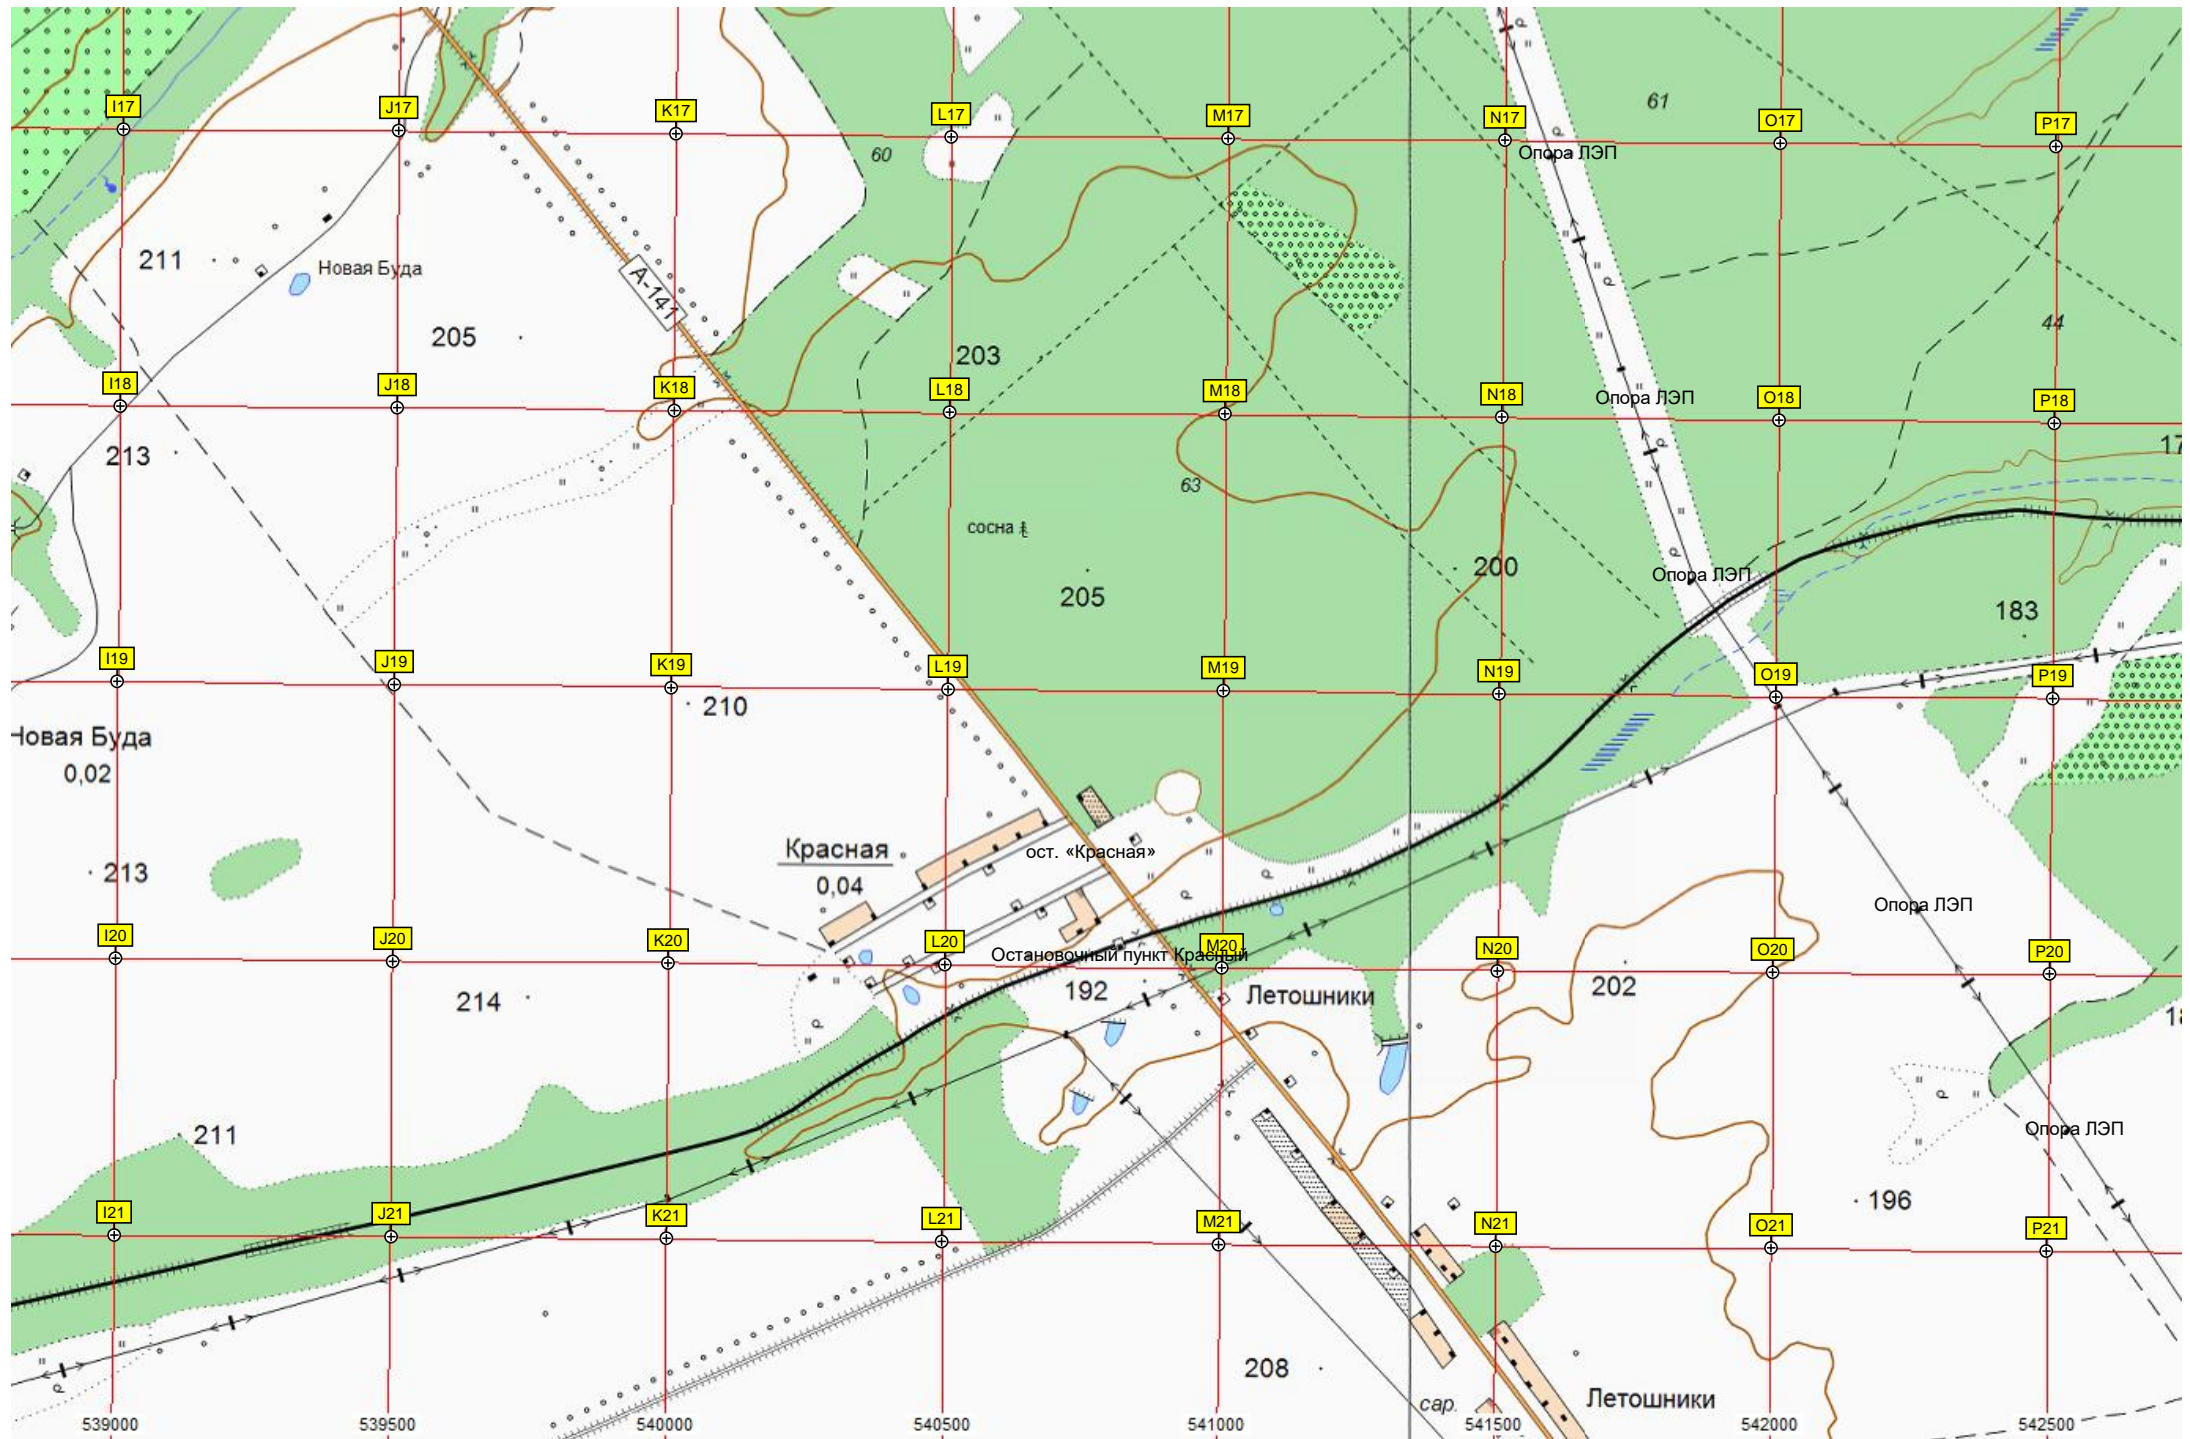 61
I17
J17
K17
L17
M17
N17
O17
P17
Опора ЛЭП
60
211
Новая Буда
А-141
205
203
44
I18
J18
K18
L18
M18
N18
O18
P18
Опора ЛЭП
213
17
63
сосна
200
205
Опора ЛЭП
183
I19
J19
K19
L19
M19
N19
O19
P19
210
Новая Буда
0,02
Красная
0,04
ост. «Красная»
213
Опора ЛЭП
I20
J20
K20
L20
M20
N20
O20
P20
Остановочный пункт Красный
214
192
Летошники
202
18
211
Опора ЛЭП
196
I21
J21
K21
L21
M21
N21
O21
P21
208
сар.
Летошники
539000
539500
540000
540500
541000
541500
542000
542500